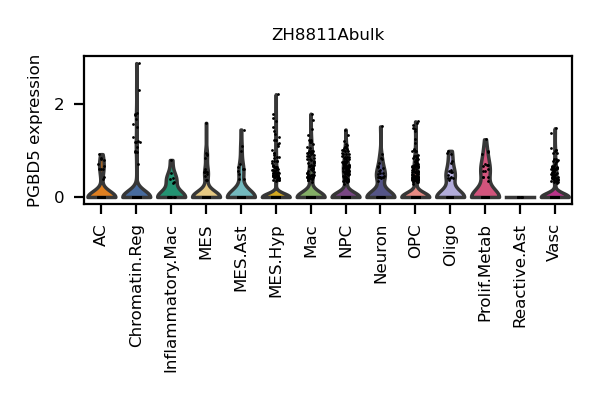 ZH8811Abulk
PGBD5 expression
2
0
AC
Chromatin.Reg
Inflammatory.Mac
MES
MES.Ast
MES.Hyp
Mac
NPC
Neuron
OPC
Oligo
Prolif.Metab
Reactive.Ast
Vasc